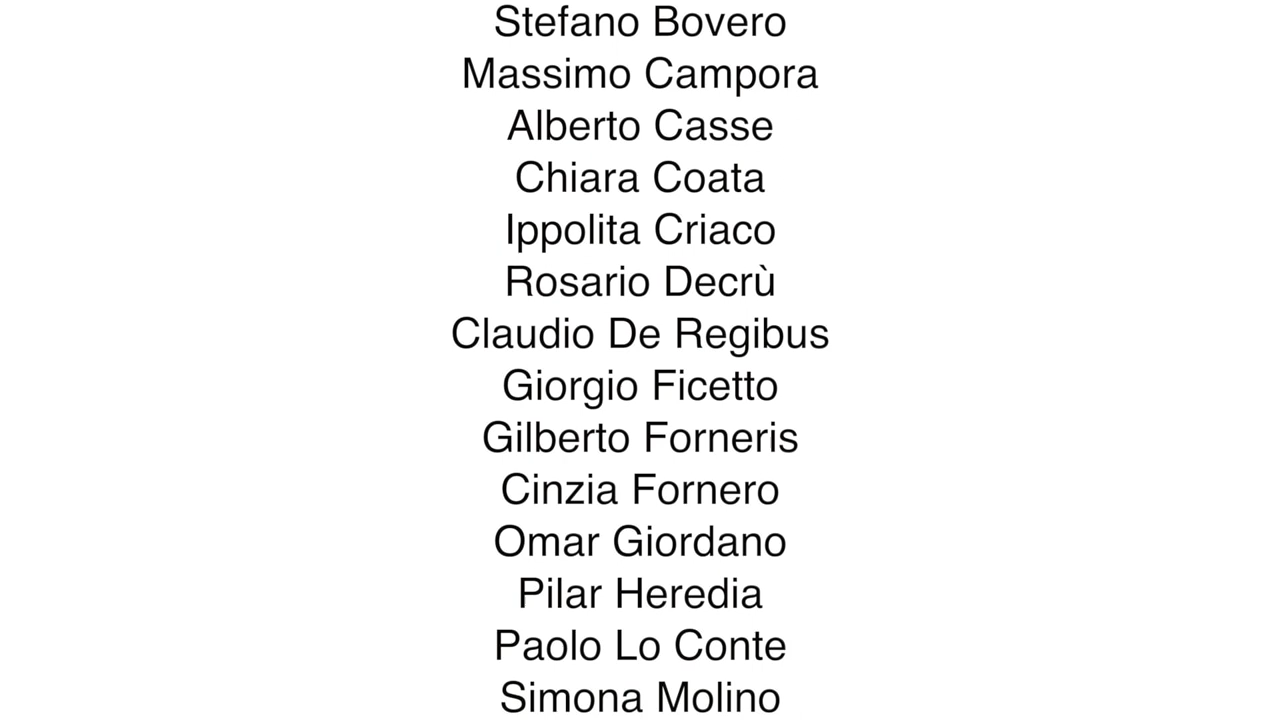 Stefano Bovero
Massimo Campora
Alberto Casse
Chiara Coata
Ippolita Criaco
Rosario Decrù
Claudio De Regibus
Giorgio Ficetto
Gilberto Forneris
Cinzia Fornero
Omar Giordano
Pilar Heredia
Paolo Lo Conte
Simona Molino